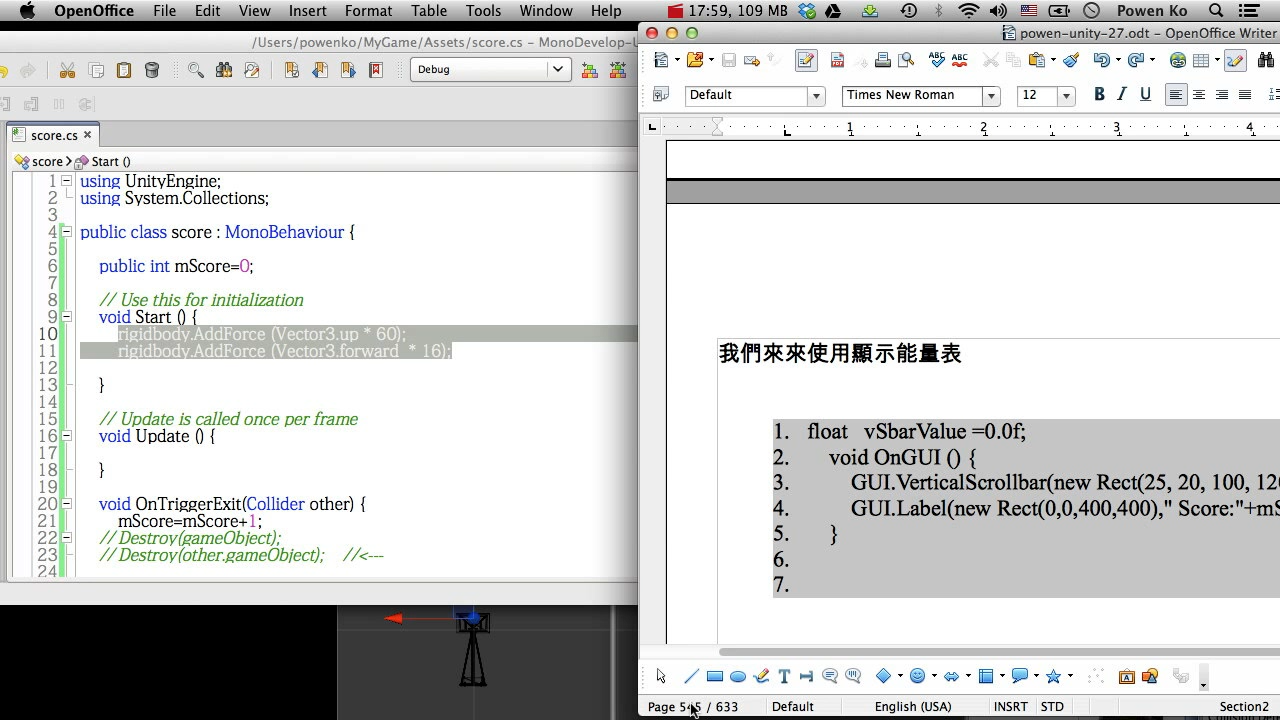 OpenOffice File Edit View Insert Format Table Tools Window Help 17:59, 109 MB Powen Ko
/Users/powenko/MyGame/Assets/score.cs - MonoDevelop-U
powen-unity-27.odt - OpenOffice Writer
Debug
Default Times New Roman 12 B I U
score.cs
1 2 3 4
score Start ()
1 using UnityEngine;
2 using System.Collections;
3
4 public class score : MonoBehaviour {
5
6 public int mScore=0;
7
8 // Use this for initialization
9 void Start () {
10 rigidbody.AddForce (Vector3.up * 60);
11 rigidbody.AddForce (Vector3.forward * 16);
12
13 }
14
15 // Update is called once per frame
16 void Update () {
17
18 }
19
20 void OnTriggerExit(Collider other) {
21 mScore=mScore+1;
22 // Destroy(gameObject);
23 // Destroy(other.gameObject); //<---
24
我們來來使用顯示能量表
1. float vSbarValue =0.0f;
2. void OnGUI () {
3. GUI.VerticalScrollbar(new Rect(25, 20, 100, 120
4. GUI.Label(new Rect(0,0,400,400)," Score:"+mS
5. }
6.
7.
Page 545 / 633 Default English (USA) INSRT STD Section2